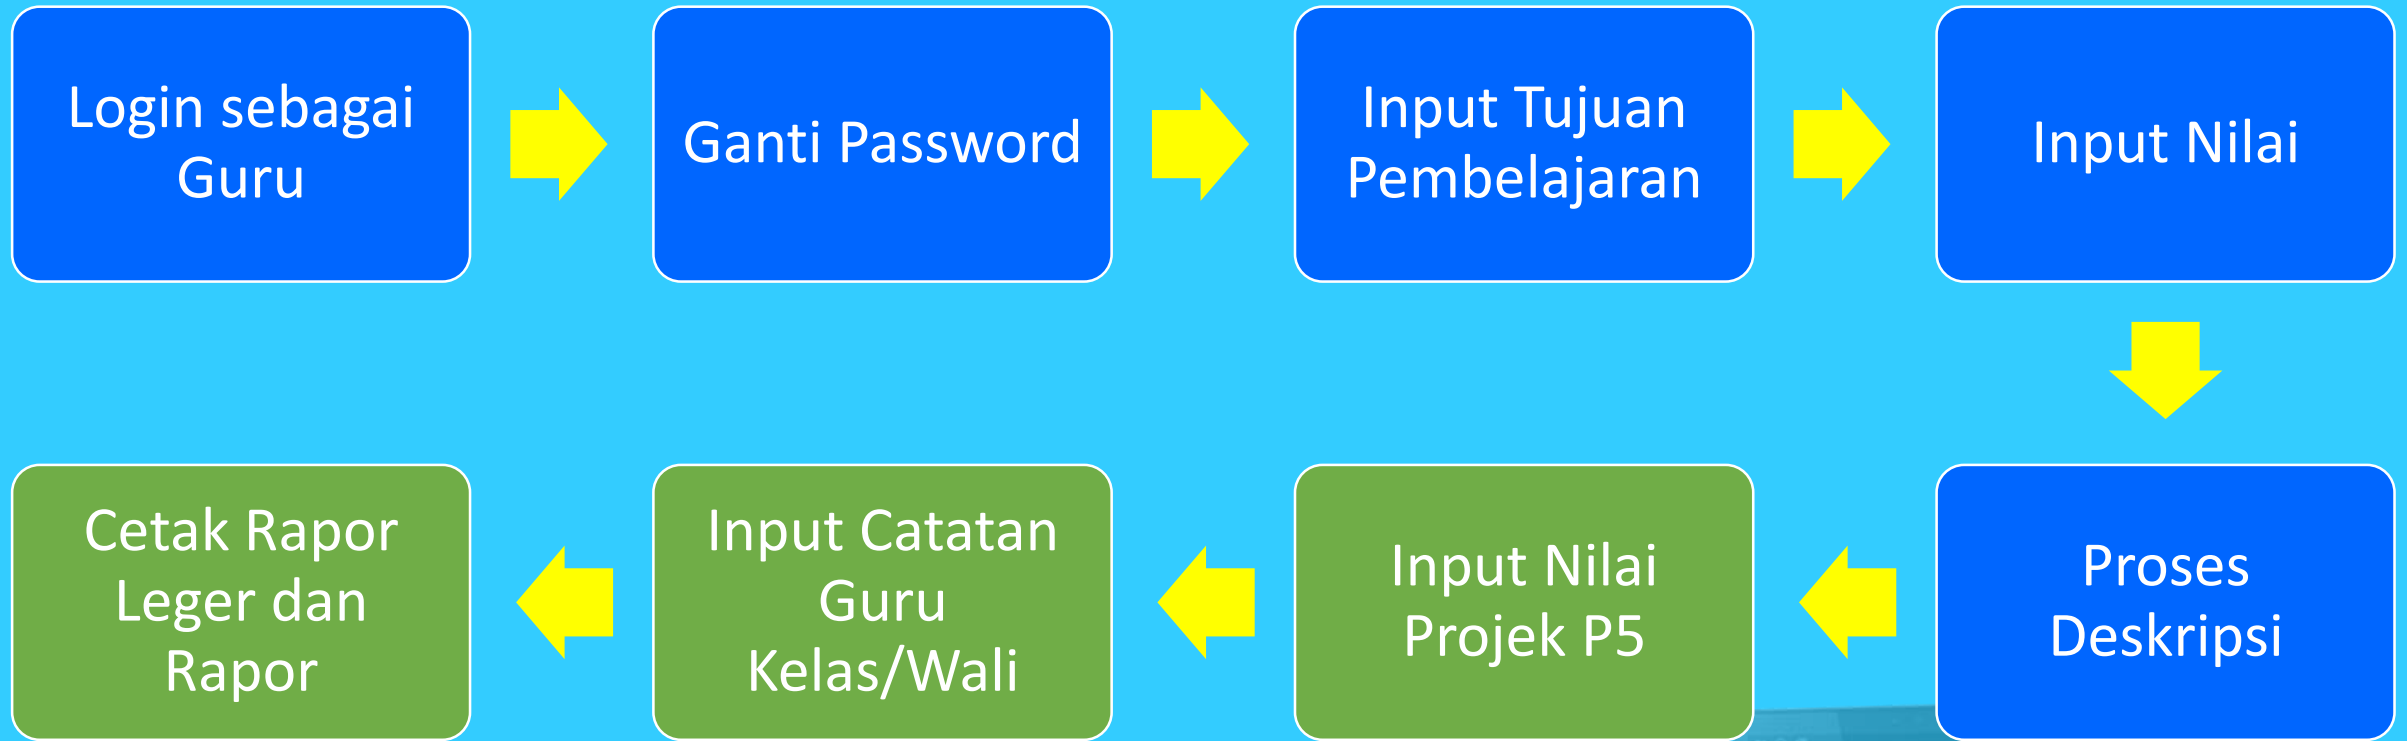 Login sebagai
Guru
Ganti Password
Input Tujuan
Pembelajaran
Input Nilai
Proses
Deskripsi
Input Nilai
Projek P5
Input Catatan
Guru
Kelas/Wali
Cetak Rapor
Leger dan
Rapor